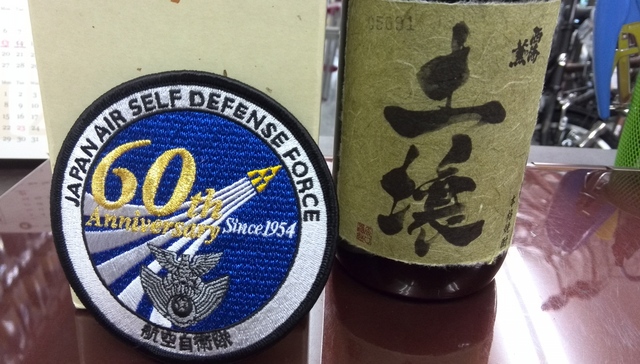 JAPAN AIR SELF DEFENSE FORCE
60th
Anniversary
Since 1954
航空自衛隊
土壌